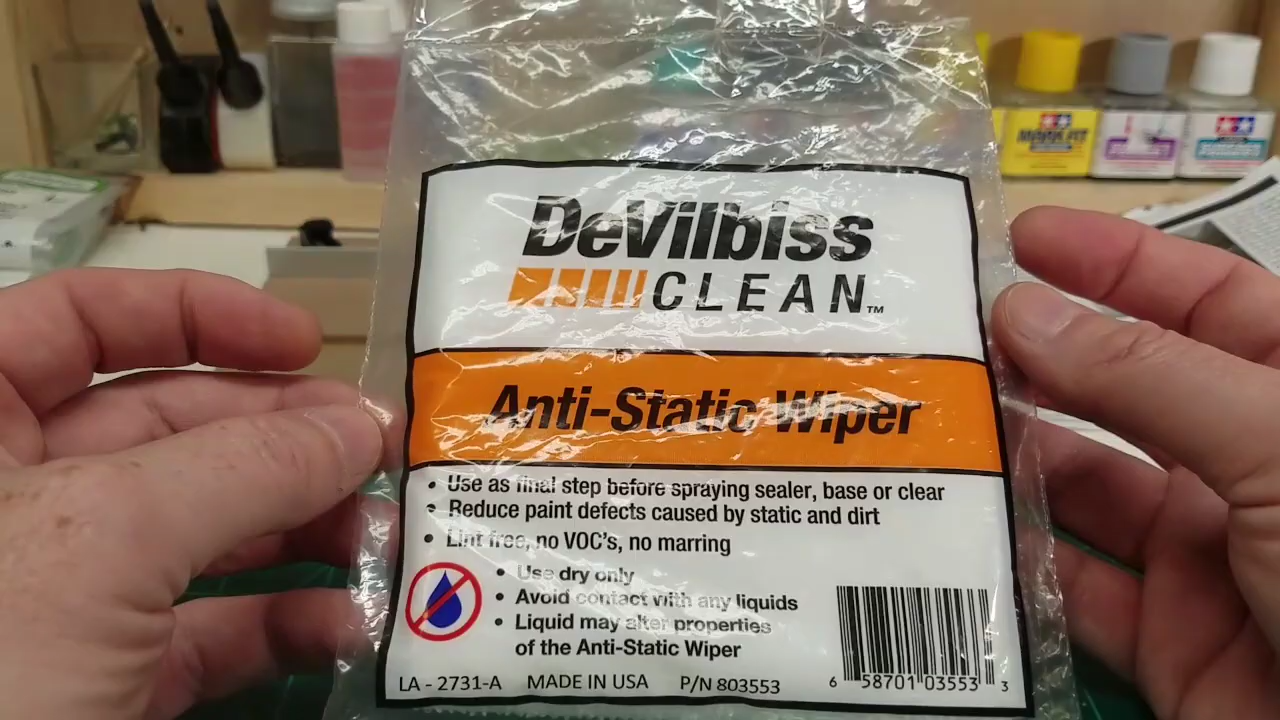 DeVilbiss
CLEAN™
Anti-Static Wiper
• Use as final step before spraying sealer, base or clear
• Reduce paint defects caused by static and dirt
• Lint free, no VOC's, no marring
• Use dry only
• Avoid contact with any liquids
• Liquid may alter properties
of the Anti-Static Wiper
LA - 2731-A MADE IN USA P/N 803553
6 58701 03553 3
MARK FIT